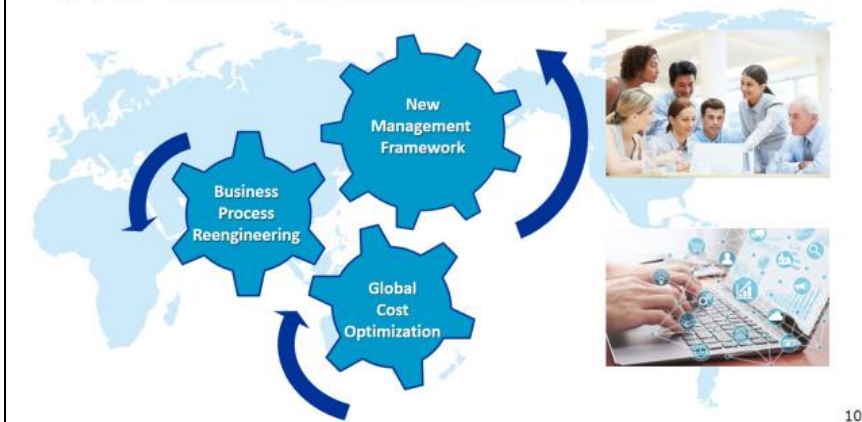 New
Management
Framework
Business
Process
Reengineering
Global
Cost
Optimization
10